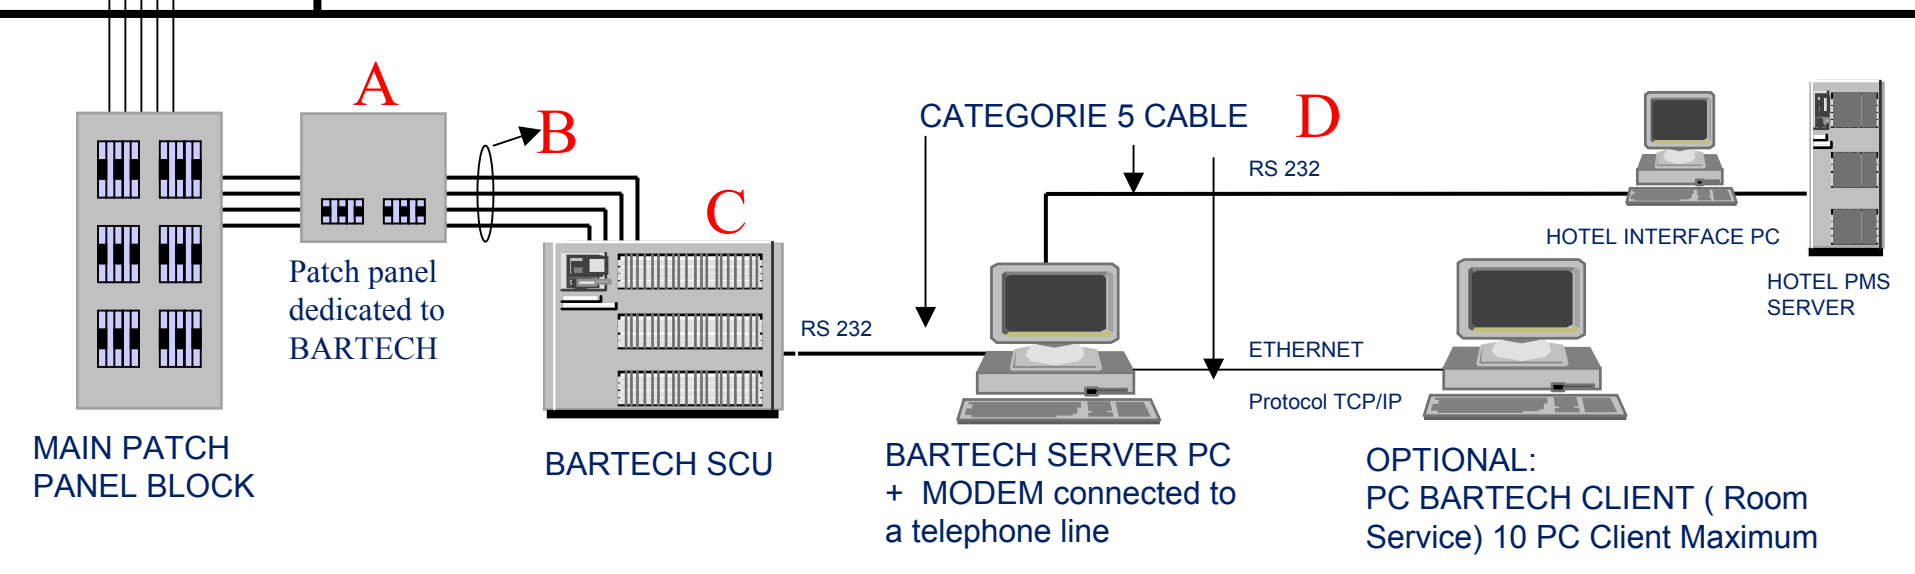 A
B
C
CATEGORIE 5 CABLE
D
RS 232
HOTEL INTERFACE PC
HOTEL PMS
SERVER
Patch panel
dedicated to
BARTECH
RS 232
ETHERNET
Protocol TCP/IP
MAIN PATCH
PANEL BLOCK
BARTECH SCU
BARTECH SERVER PC
+ MODEM connected to
a telephone line
OPTIONAL:
PC BARTECH CLIENT ( Room
Service) 10 PC Client Maximum